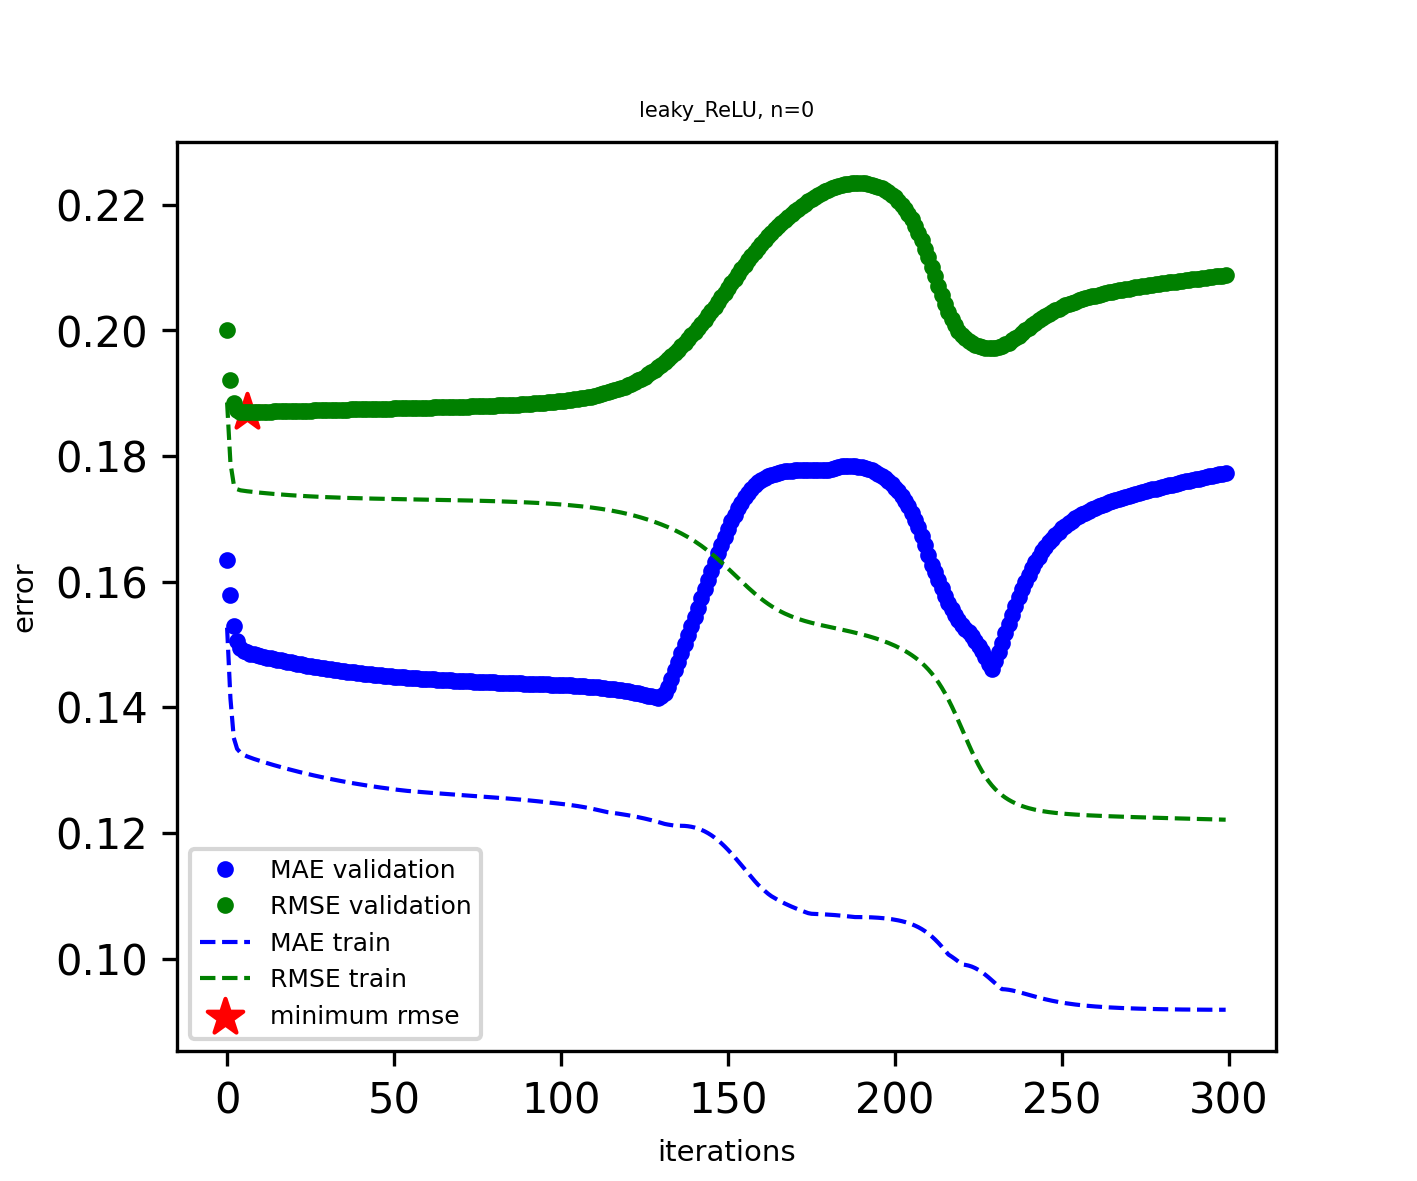 leaky_ReLU, n=0
error
0.22
0.20
0.18
0.16
0.14
0.12
0.10
MAE validation
RMSE validation
MAE train
RMSE train
minimum rmse
0 50 100 150 200 250 300
iterations